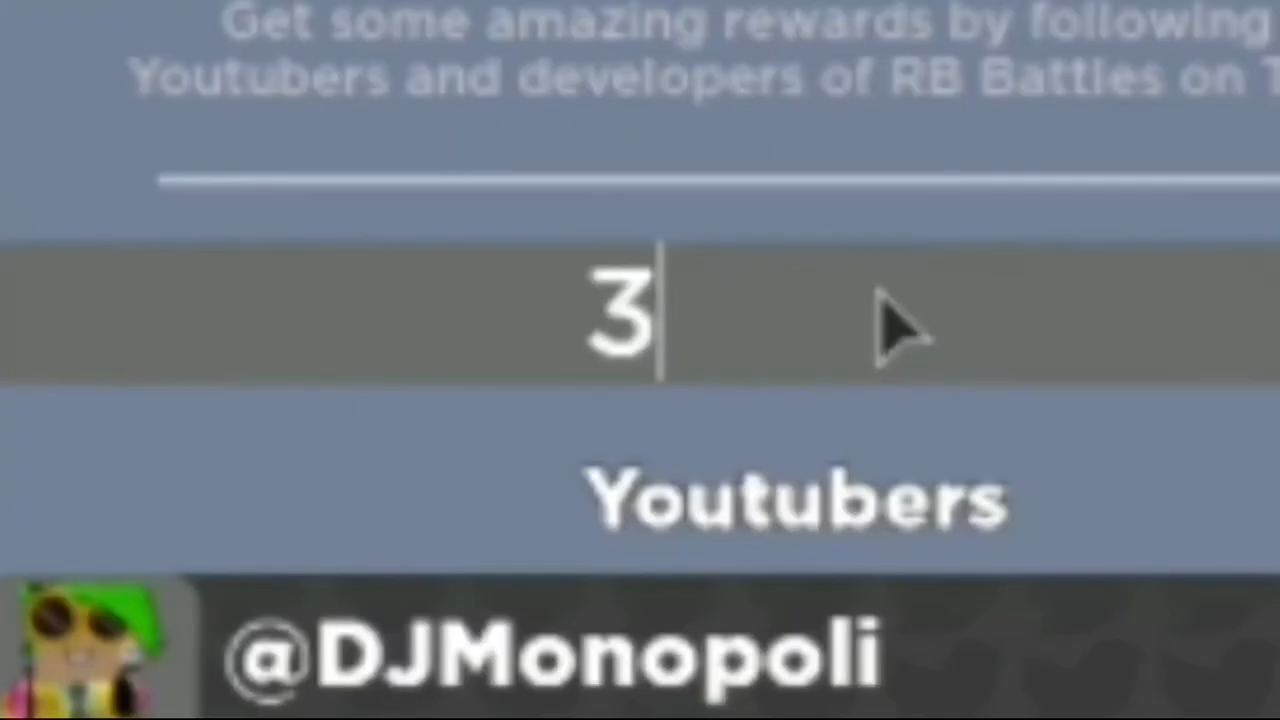 Get some amazing rewards by following
Youtubers and developers of RB Battles on T
3
Youtubers
@DJMonopoli